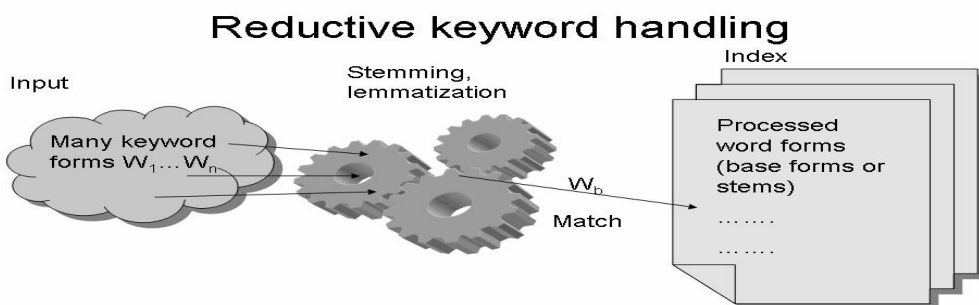 Reductive keyword handling
Input
Many keyword
forms W1...Wn
Stemming,
lemmatization
Wb
Match
Index
Processed
word forms
(base forms or
stems)
.......
.......